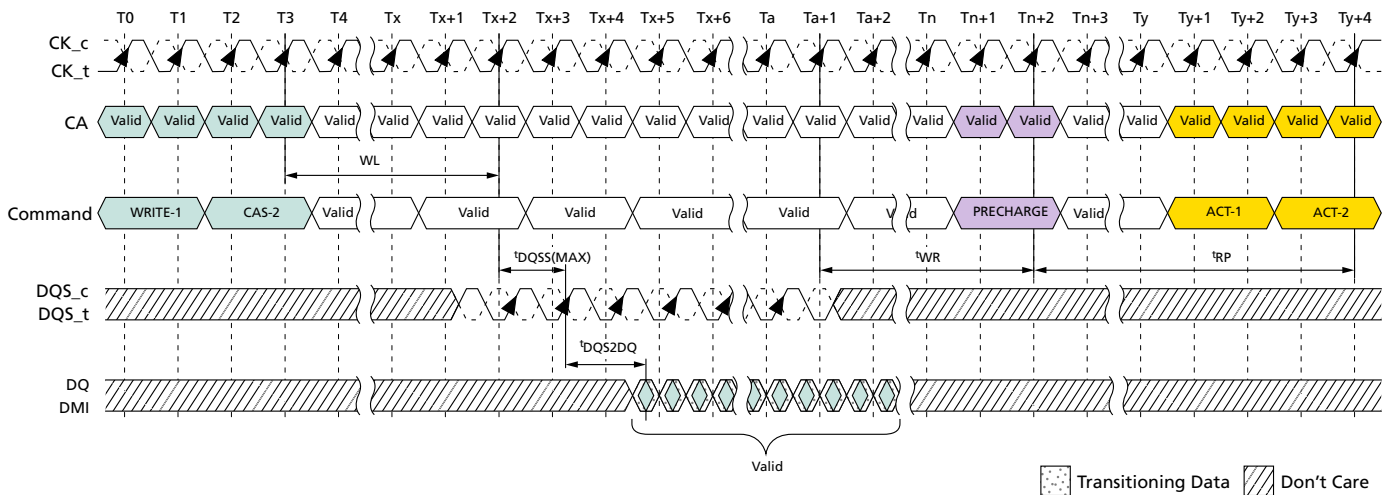 T0 T1 T2 T3 T4 Tx Tx+1 Tx+2 Tx+3 Tx+4 Tx+5 Tx+6 Ta Ta+1 Ta+2 Tn Tn+1 Tn+2 Tn+3 Ty Ty+1 Ty+2 Ty+3 Ty+4
CK_c
CK_t
CA Valid Valid Valid Valid Valid Valid Valid Valid Valid Valid Valid Valid Valid Valid Valid Valid Valid Valid Valid Valid Valid Valid Valid Valid
WL
Command WRITE-1 CAS-2 Valid Valid Valid Valid Valid PRECHARGE Valid ACT-1 ACT-2
tDQSS(MAX) tWR tRP
DQS_c
DQS_t
tDQS2DQ
DQ
DMI
Valid
Transitioning Data Don't Care